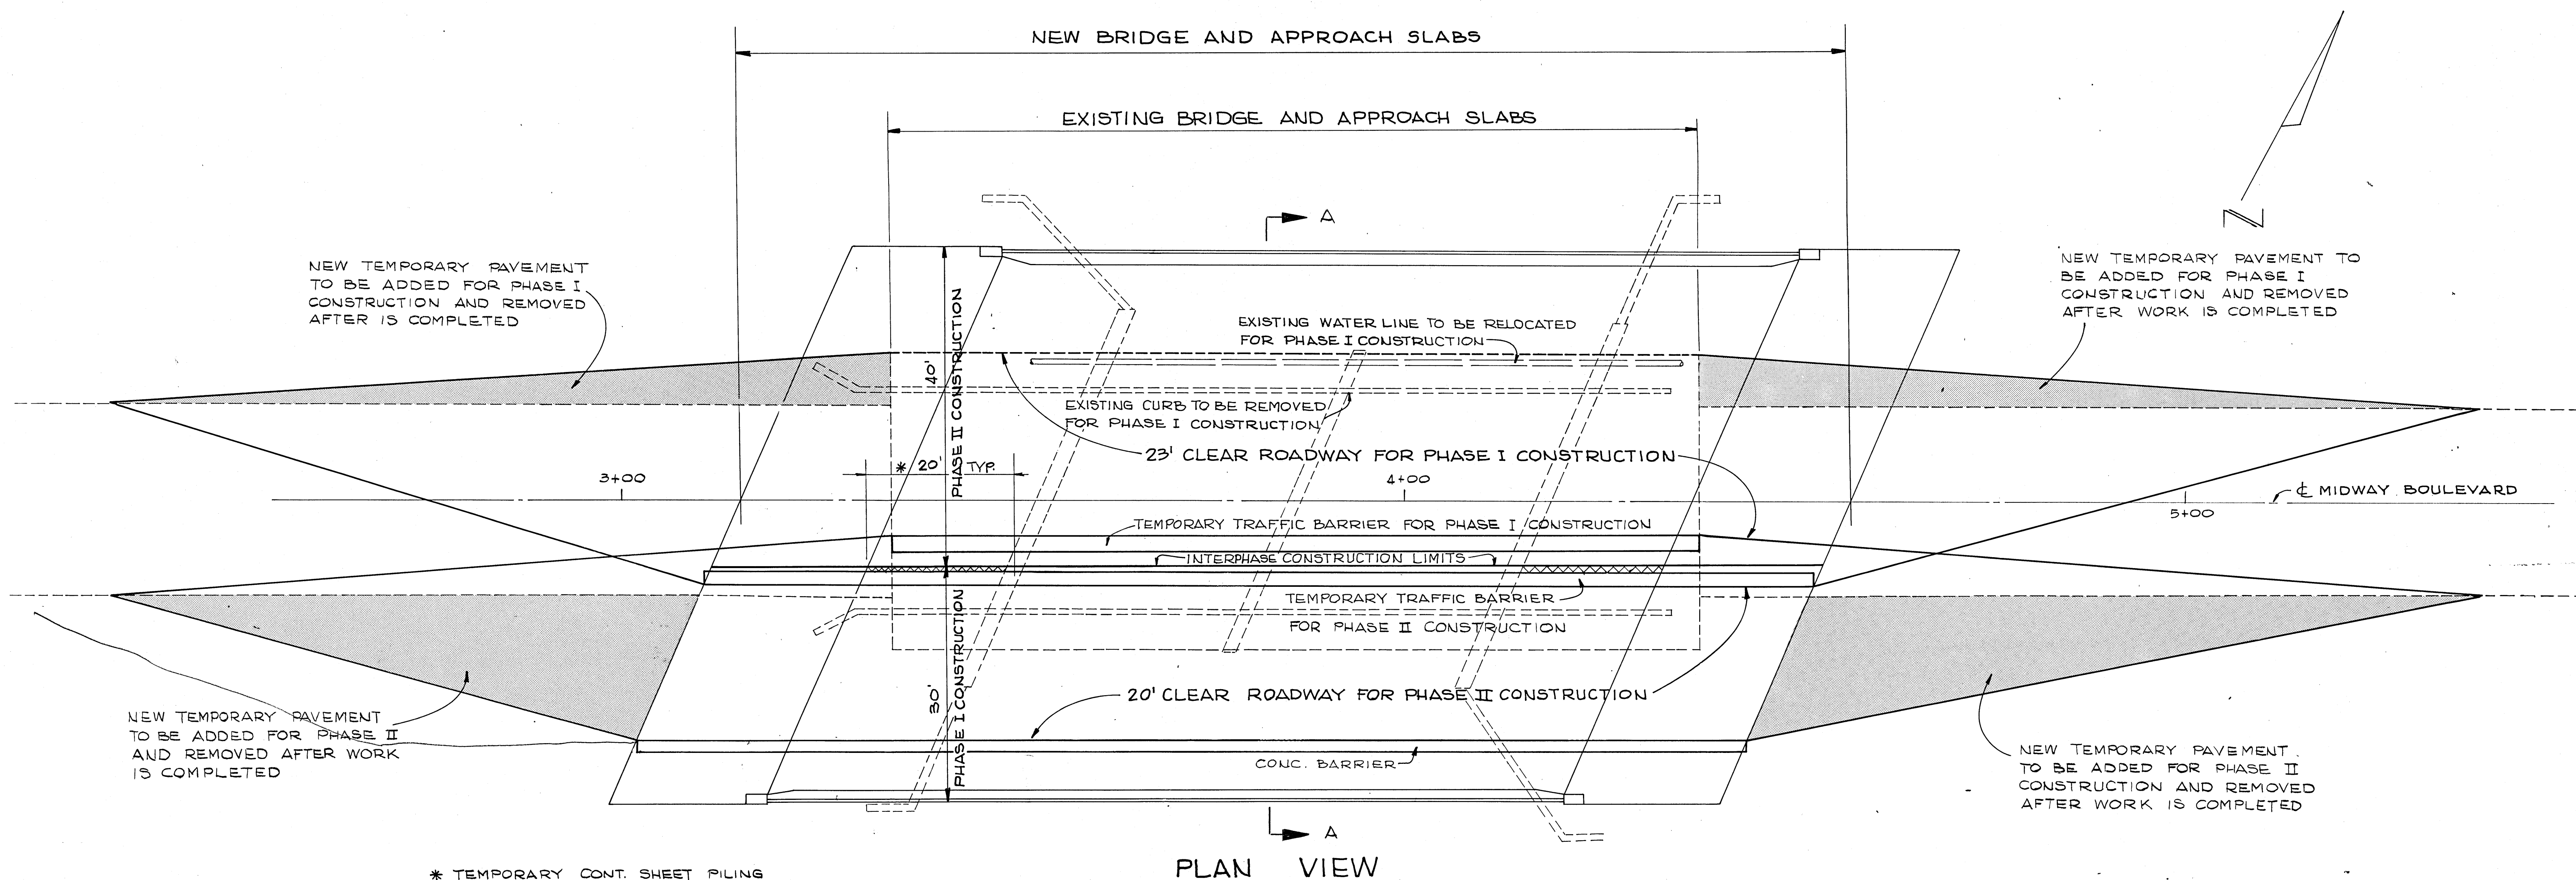 NEW BRIDGE AND APPROACH SLABS
EXISTING BRIDGE AND APPROACH SLABS
N
A
NEW TEMPORARY PAVEMENT
TO BE ADDED FOR PHASE I
CONSTRUCTION AND REMOVED
AFTER IS COMPLETED
NEW TEMPORARY PAVEMENT TO
BE ADDED FOR PHASE I
CONSTRUCTION AND REMOVED
AFTER WORK IS COMPLETED
40'
PHASE II CONSTRUCTION
EXISTING WATER LINE TO BE RELOCATED
FOR PHASE I CONSTRUCTION
EXISTING CURB TO BE REMOVED
FOR PHASE I CONSTRUCTION
23' CLEAR ROADWAY FOR PHASE I CONSTRUCTION
* 20' TYP.
3+00
4+00
5+00
℄ MIDWAY BOULEVARD
TEMPORARY TRAFFIC BARRIER FOR PHASE I CONSTRUCTION
INTERPHASE CONSTRUCTION LIMITS
TEMPORARY TRAFFIC BARRIER
FOR PHASE II CONSTRUCTION
30'
PHASE I CONSTRUCTION
20' CLEAR ROADWAY FOR PHASE II CONSTRUCTION
NEW TEMPORARY PAVEMENT
TO BE ADDED FOR PHASE II
AND REMOVED AFTER WORK
IS COMPLETED
CONC. BARRIER
NEW TEMPORARY PAVEMENT
TO BE ADDED FOR PHASE II
CONSTRUCTION AND REMOVED
AFTER WORK IS COMPLETED
A
PLAN VIEW
* TEMPORARY CONT. SHEET PILING